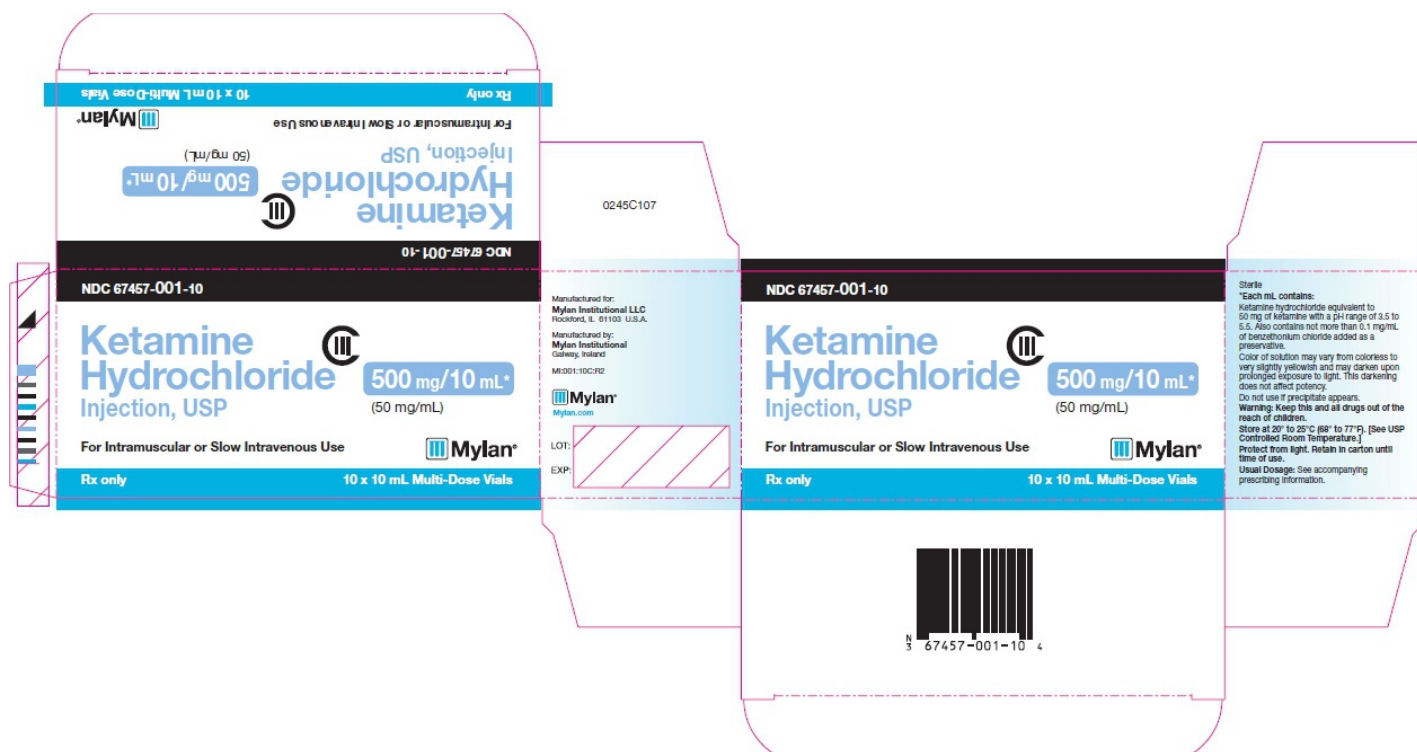 Rx only 10 x 10 mL Multi-Dose Vials
For Intramuscular or Slow Intravenous Use Mylan®
Ketamine
Hydrochloride
Injection, USP
CIII
500 mg/10 mL*
(50 mg/mL)
NDC 67457-001-10
NDC 67457-001-10
Ketamine
Hydrochloride
Injection, USP
CIII
500 mg/10 mL*
(50 mg/mL)
For Intramuscular or Slow Intravenous Use Mylan®
Rx only 10 x 10 mL Multi-Dose Vials
0245C107
Manufactured for:
Mylan Institutional LLC
Rockford, IL 61103 U.S.A.
Manufactured by:
Mylan Institutional
Galway, Ireland
MI:001:10C:R2
Mylan®
Mylan.com
LOT:
EXP:
NDC 67457-001-10
Ketamine
Hydrochloride
Injection, USP
CIII
500 mg/10 mL*
(50 mg/mL)
For Intramuscular or Slow Intravenous Use Mylan®
Rx only 10 x 10 mL Multi-Dose Vials
N
3 67457-001-10 4
Sterile
*Each mL contains:
Ketamine hydrochloride equivalent to
50 mg of ketamine with a pH range of 3.5 to
5.5. Also contains not more than 0.1 mg/mL
of benzethonium chloride added as a
preservative.
Color of solution may vary from colorless to
very slightly yellowish and may darken upon
prolonged exposure to light. This darkening
does not affect potency.
Do not use if precipitate appears.
Warning: Keep this and all drugs out of the
reach of children.
Store at 20° to 25°C (68° to 77°F). [See USP
Controlled Room Temperature.]
Protect from light. Retain in carton until
time of use.
Usual Dosage: See accompanying
prescribing information.